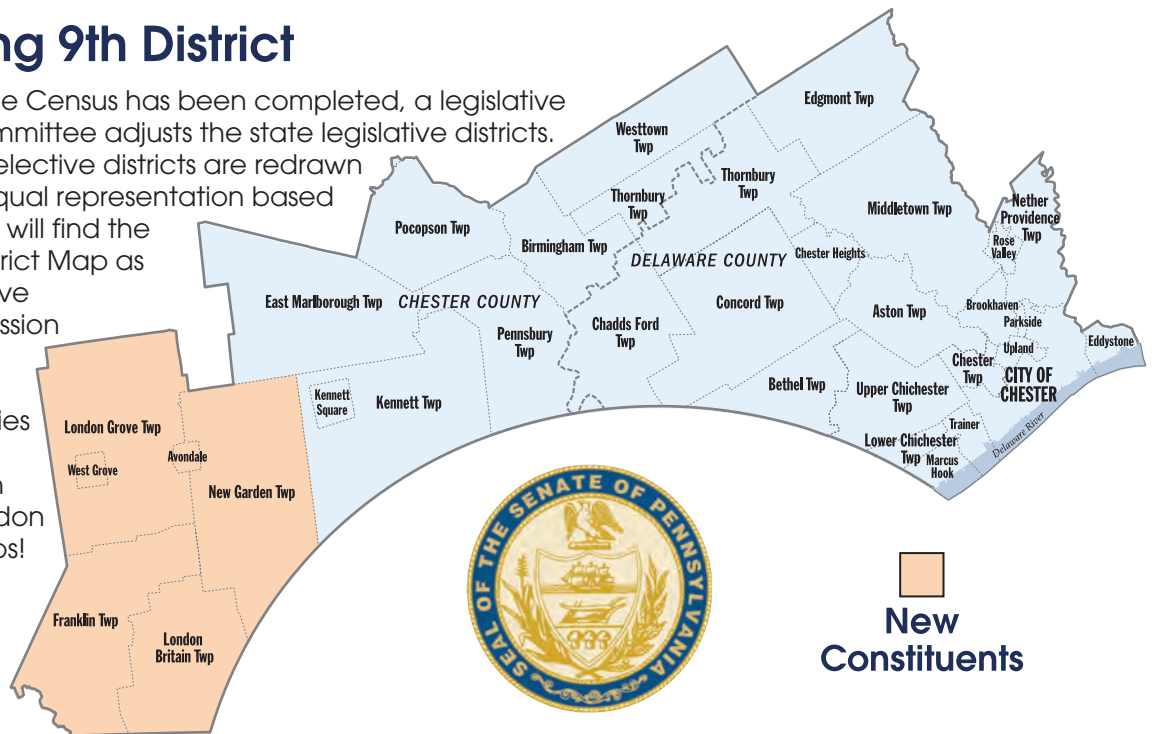 ng 9th District
e Census has been completed, a legislative
mmittee adjusts the state legislative districts.
elective districts are redrawn
qual representation based
will find the
rict Map as
ve
ssion
ies
n
don
os!
Edgmont Twp
Westtown
Twp
Thornbury
Twp
Thornbury
Twp
Middletown Twp
Nether
Providence
Twp
Rose
Valley
Pocopson Twp
Birmingham Twp
DELAWARE COUNTY
Chester Heights
East Marlborough Twp
CHESTER COUNTY
Concord Twp
Aston Twp
Brookhaven
Parkside
Pennsbury
Twp
Chadds Ford
Twp
Upland
Eddystone
Chester
Twp
CITY OF
CHESTER
Bethel Twp
Upper Chichester
Twp
Kennett
Square
Kennett Twp
Trainer
Lower Chichester
Twp
Marcus
Hook
Delaware River
London Grove Twp
West Grove
Avondale
New Garden Twp
Franklin Twp
London
Britain Twp
SEAL OF THE SENATE OF PENNSYLVANIA
New
Constituents